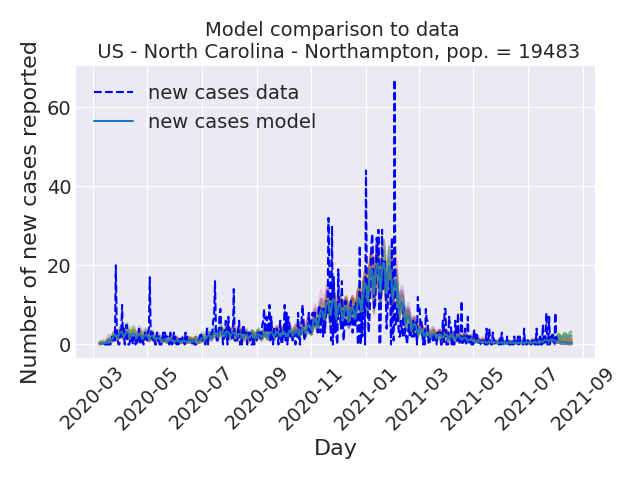 Model comparison to data
US - North Carolina - Northampton, pop. = 19483
Number of new cases reported
60
40
20
0
new cases data
new cases model
2020-03
2020-05
2020-07
2020-09
2020-11
2021-01
2021-03
2021-05
2021-07
2021-09
Day